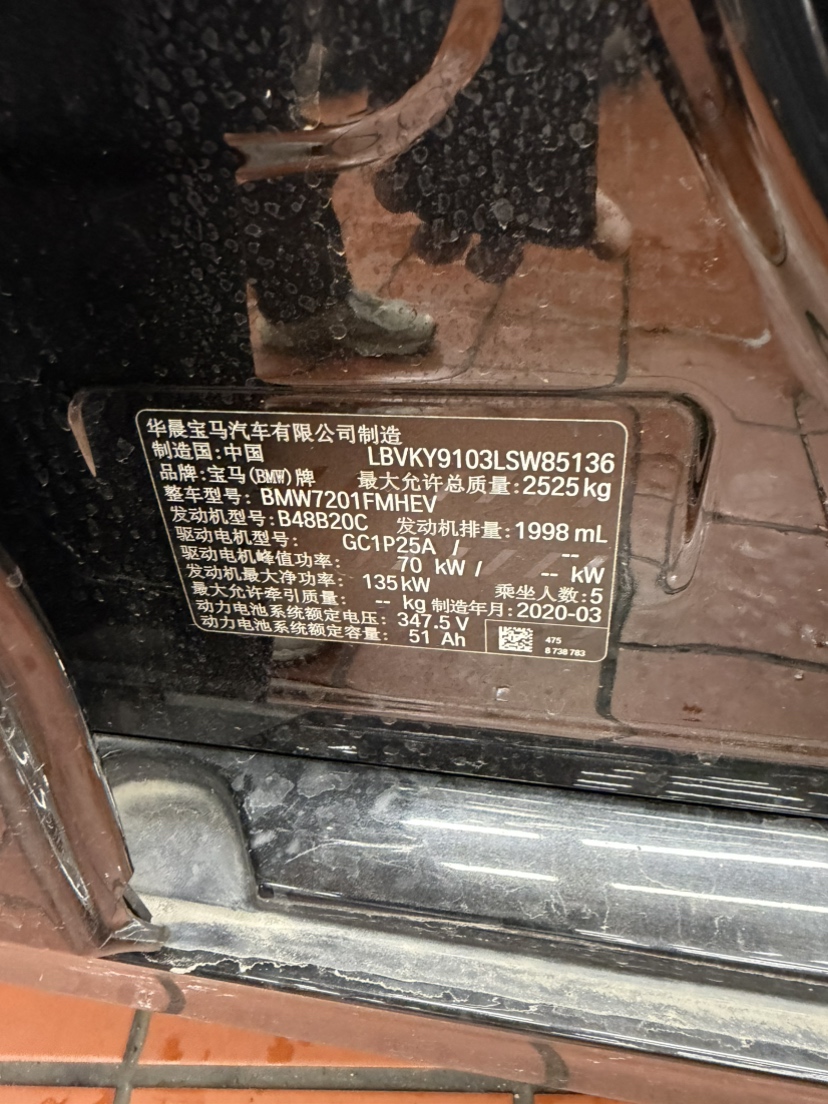 华晨宝马汽车有限公司制造
制造国:中国 LBVKY9103LSW85136
品牌:宝马(BMW)牌 最大允许总质量:2525kg
整车型号: BMW7201FMHEV
发动机型号:B48B20C 发动机排量:1998 mL
驱动电机型号: GC1P25A / --
驱动电机峰值功率: 70 kW / -- kW
发动机最大净功率: 135kW 乘坐人数:5
最大允许牵引质量: -- kg 制造年月:2020-03
动力电池系统额定电压: 347.5 V
动力电池系统额定容量: 51 Ah
475
8 738 783